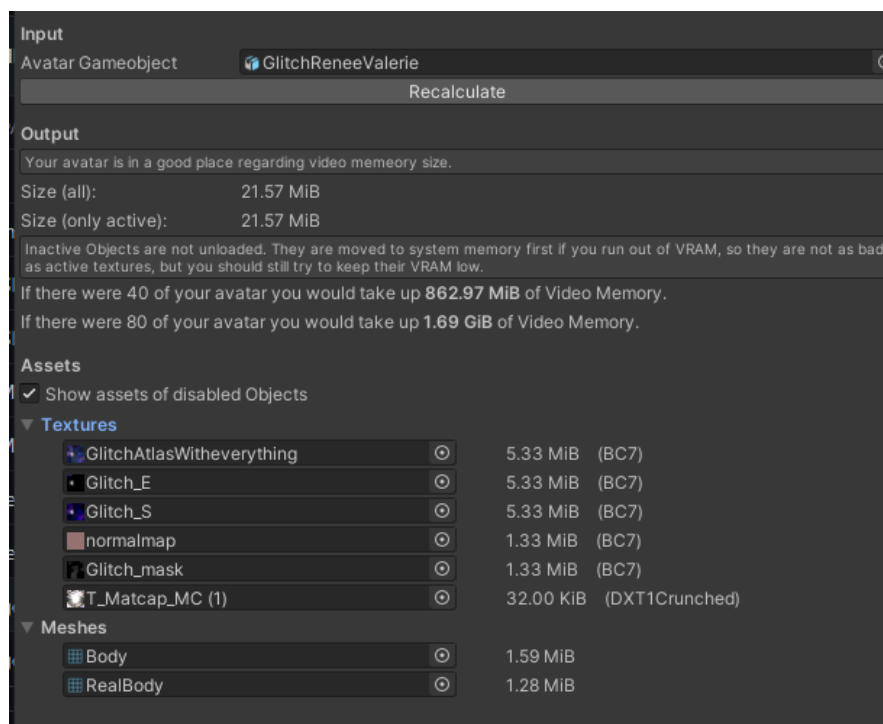 Input
Avatar Gameobject GlitchReneeValerie
Recalculate
Output
Your avatar is in a good place regarding video memeory size.
Size (all): 21.57 MiB
Size (only active): 21.57 MiB
Inactive Objects are not unloaded. They are moved to system memory first if you run out of VRAM, so they are not as bad
as active textures, but you should still try to keep their VRAM low.
If there were 40 of your avatar you would take up 862.97 MiB of Video Memory.
If there were 80 of your avatar you would take up 1.69 GiB of Video Memory.
Assets
Show assets of disabled Objects
Textures
GlitchAtlasWitheverything 5.33 MiB (BC7)
Glitch_E 5.33 MiB (BC7)
Glitch_S 5.33 MiB (BC7)
normalmap 1.33 MiB (BC7)
Glitch_mask 1.33 MiB (BC7)
T_Matcap_MC (1) 32.00 KiB (DXT1Crunched)
Meshes
Body 1.59 MiB
RealBody 1.28 MiB